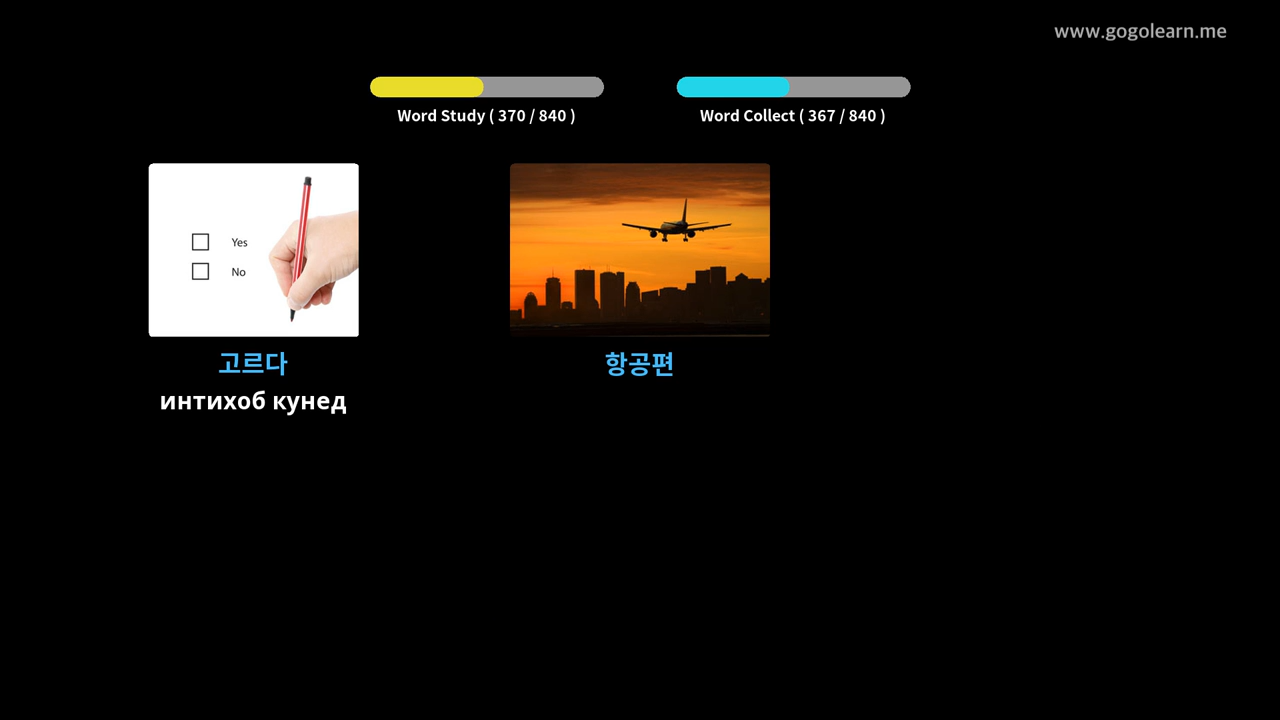 www.gogolearn.me
Word Study ( 370 / 840 )
Word Collect ( 367 / 840 )
Yes
No
고르다
항공편
интихоб кунед